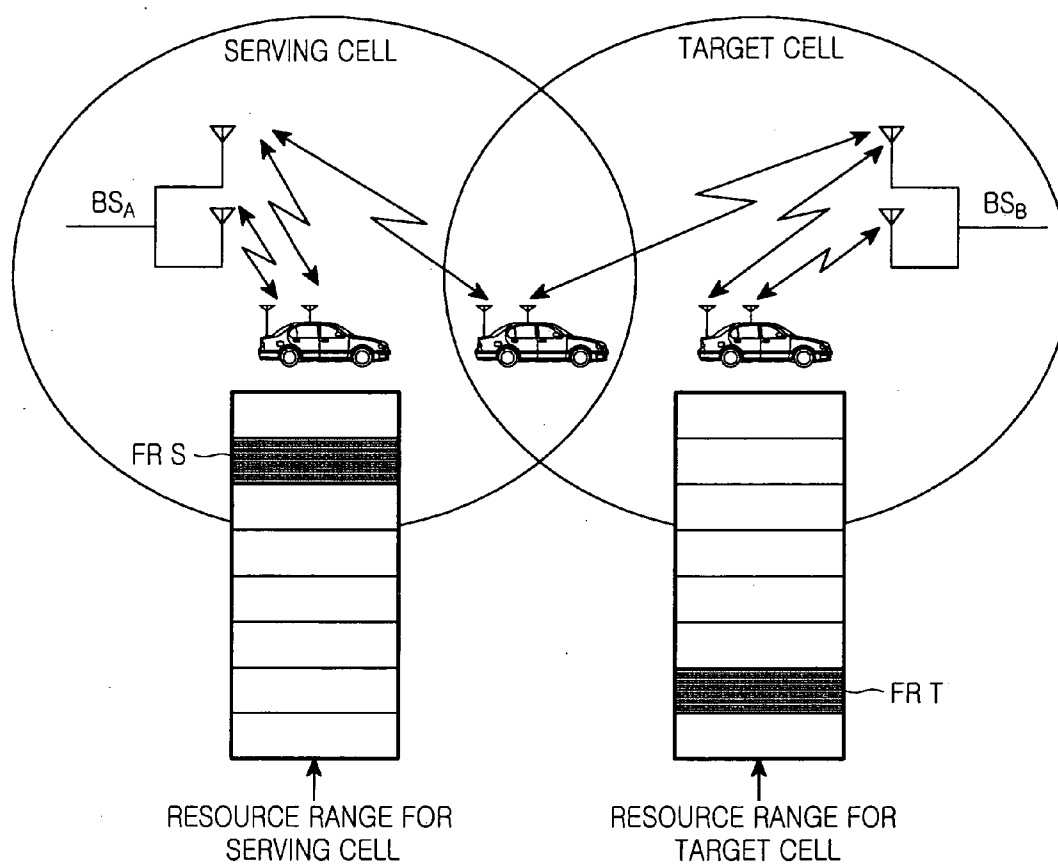 SERVING CELL
TARGET CELL
BSA
BSB
FR S
FR T
RESOURCE RANGE FOR
SERVING CELL
RESOURCE RANGE FOR
TARGET CELL